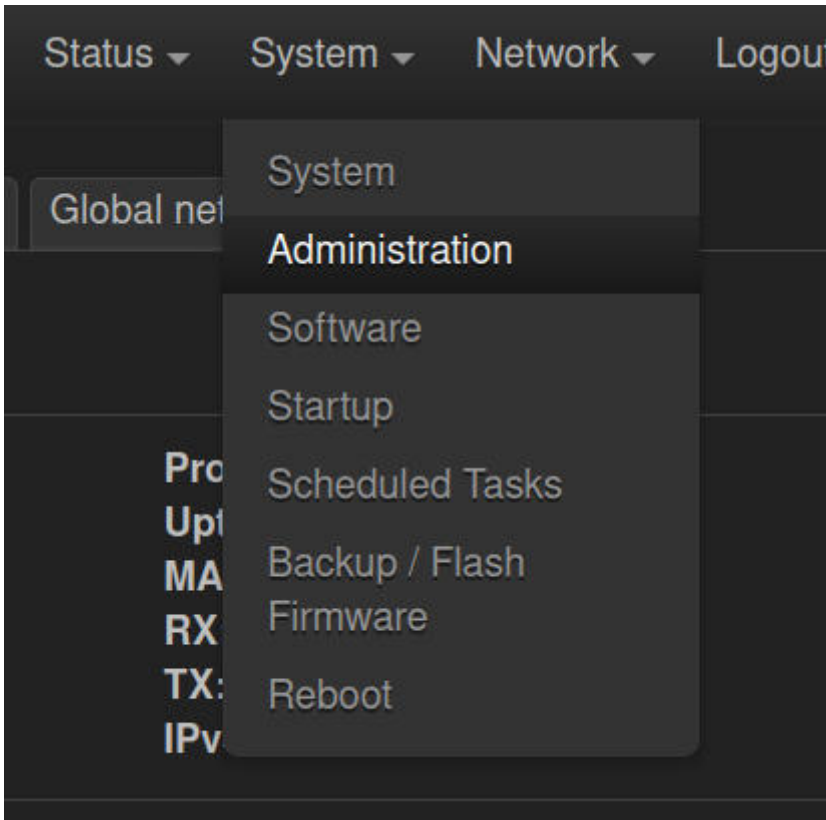 Status System Network Logout
System
Global net
Administration
Software
Startup
Pro
Scheduled Tasks
Upt
MA
Backup / Flash
Firmware
RX
TX:
Reboot
IPv